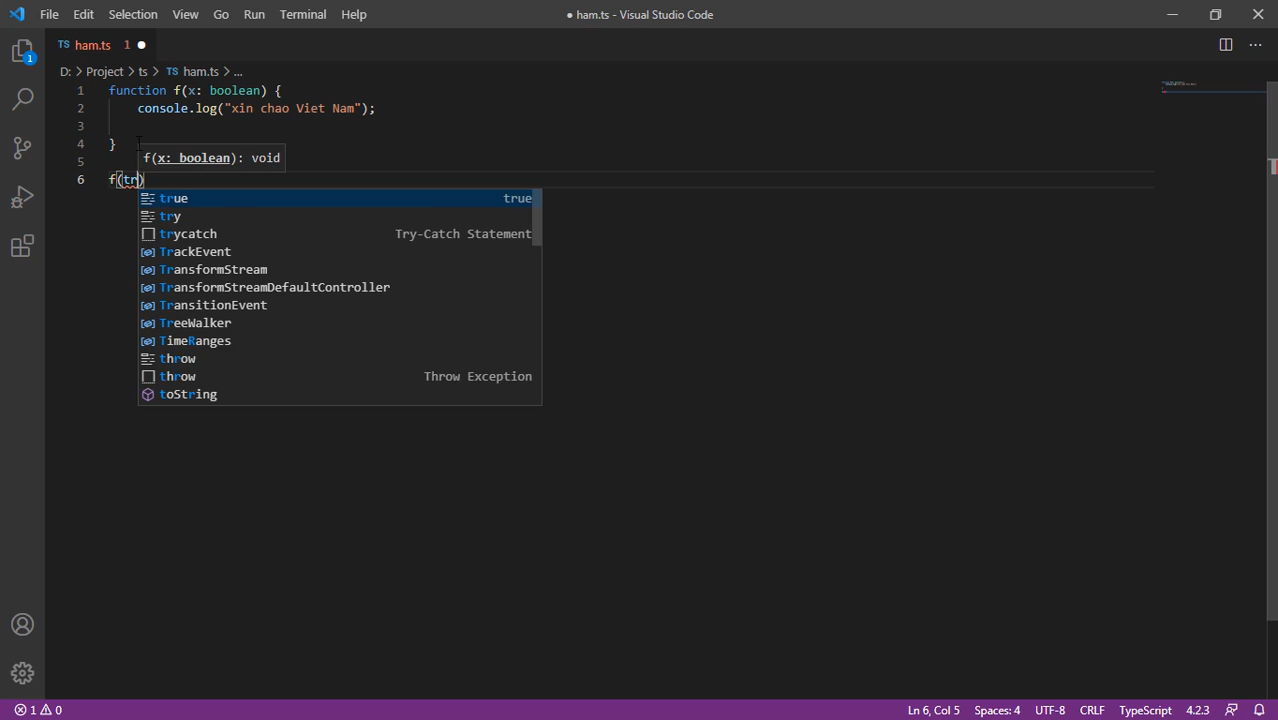 File Edit Selection View Go Run Terminal Help
● ham.ts - Visual Studio Code
TS ham.ts 1 ●
D: > Project > ts > TS ham.ts > ...
1 function f(x: boolean) {
2 console.log("xin chao Viet Nam");
3
4 }
f(x: boolean): void
5
6 f(tr)
true true
try
trycatch Try-Catch Statement
TrackEvent
TransformStream
TransformStreamDefaultController
TransitionEvent
TreeWalker
TimeRanges
throw
throw Throw Exception
toString
1
1 0 Ln 6, Col 5 Spaces: 4 UTF-8 CRLF TypeScript 4.2.3